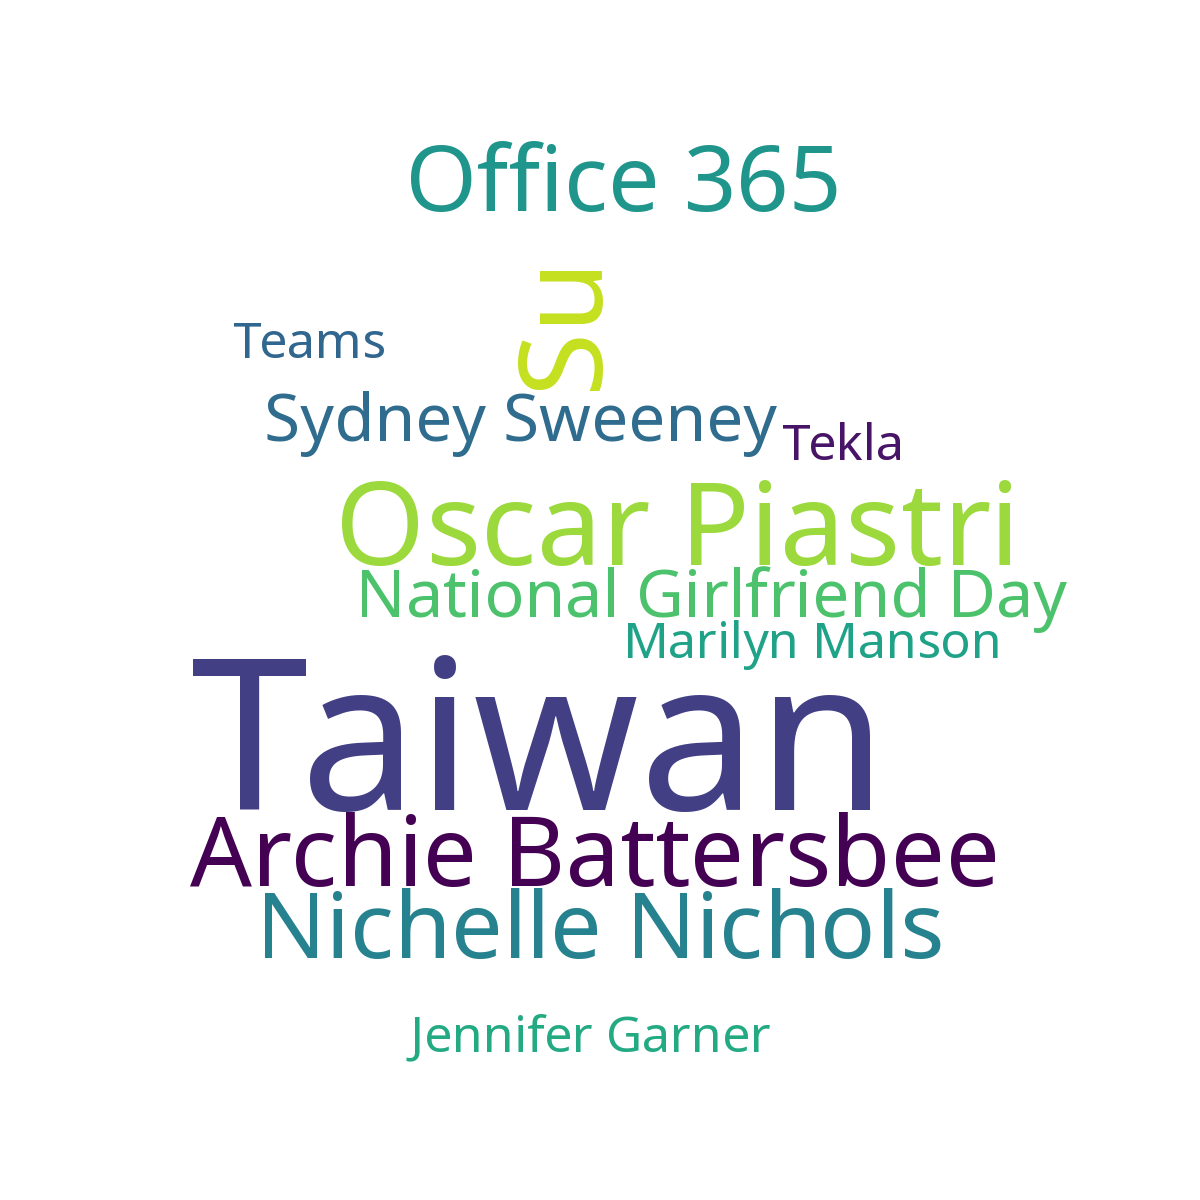 Office 365
Su
Teams
Sydney Sweeney
Tekla
Oscar Piastri
National Girlfriend Day
Marilyn Manson
Taiwan
Archie Battersbee
Nichelle Nichols
Jennifer Garner